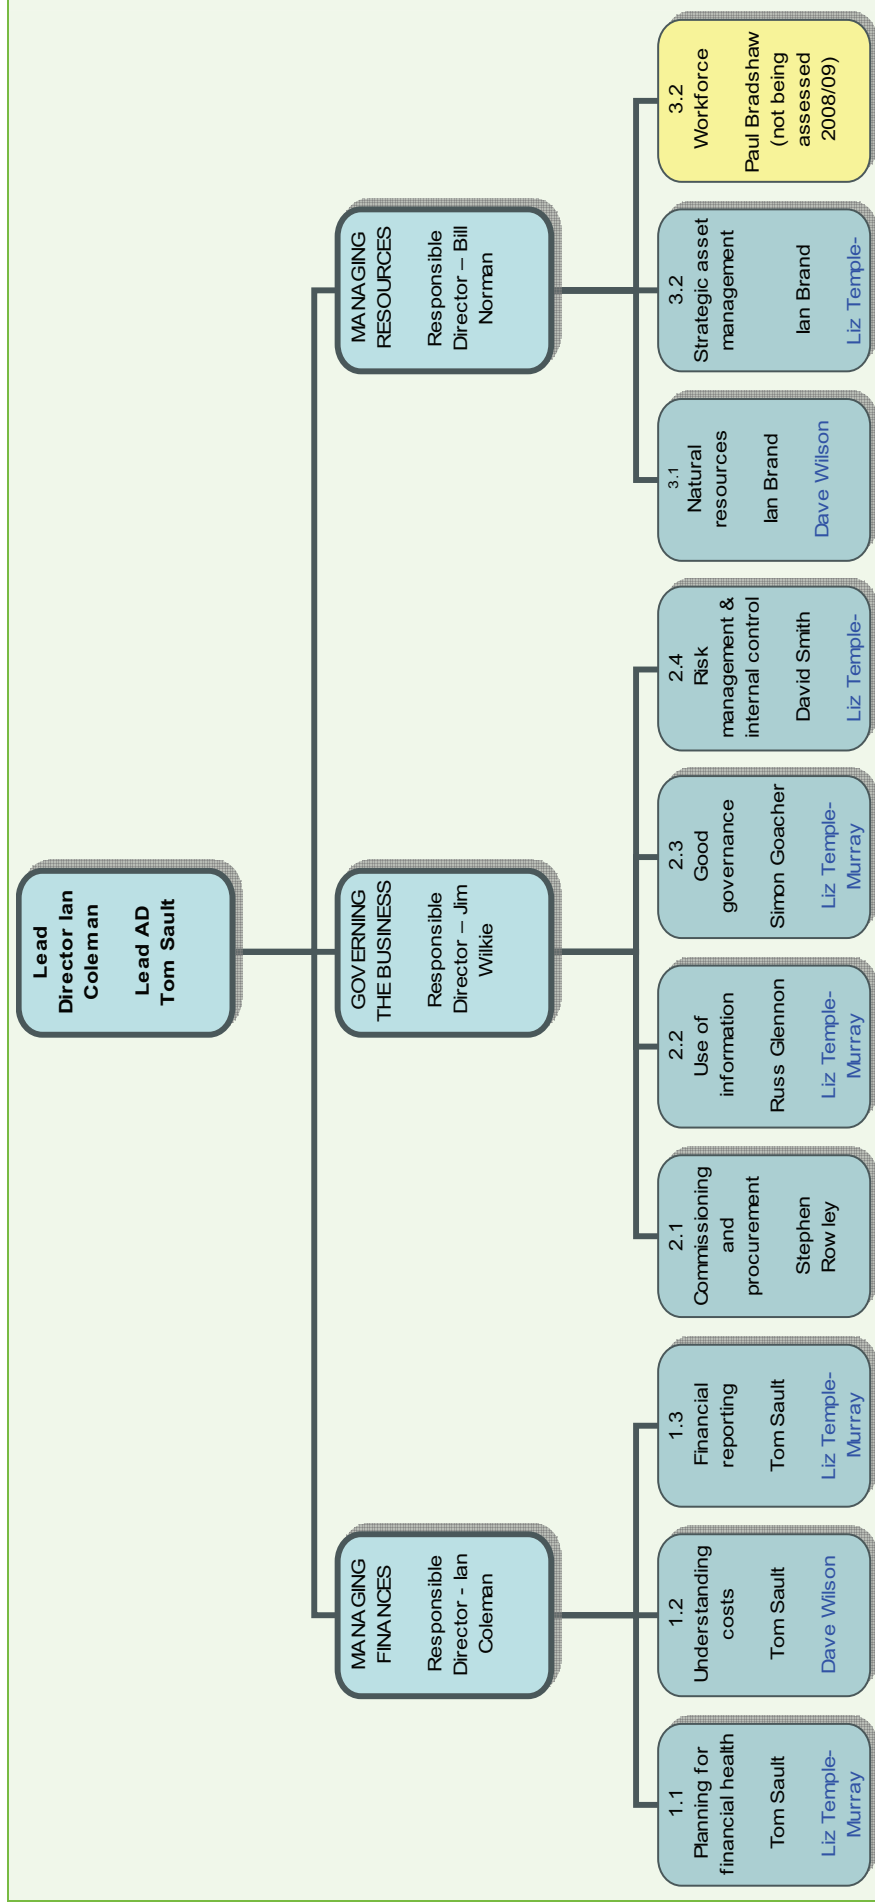 Lead
Director Ian
Coleman
Lead AD
Tom Sault
MANAGING
FINANCES
Responsible
Director - Ian
Coleman
GOVERNING
THE BUSINESS
Responsible
Director – Jim
Wilkie
MANAGING
RESOURCES
Responsible
Director – Bill
Norman
1.1
Planning for
financial health
Tom Sault
Liz Temple-
Murray
1.2
Understanding
costs
Tom Sault
Dave Wilson
1.3
Financial
reporting
Tom Sault
Liz Temple-
Murray
2.1
Commissioning
and
procurement
Stephen
Rowley
2.2
Use of
information
Russ Glennon
Liz Temple-
Murray
2.3
Good
governance
Simon Goacher
Liz Temple-
Murray
2.4
Risk
management &
internal control
David Smith
Liz Temple-
3.1
Natural
resources
Ian Brand
Dave Wilson
3.2
Strategic asset
management
Ian Brand
Liz Temple-
3.2
Workforce
Paul Bradshaw
(not being
assessed
2008/09)